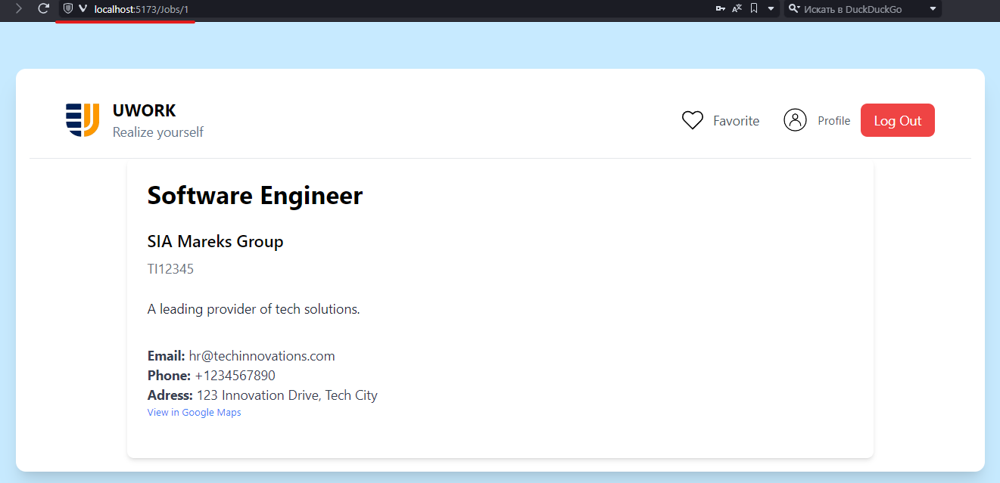 localhost:5173/Jobs/1
Искать в DuckDuckGo
UWORK
Realize yourself
Favorite
Profile
Log Out
Software Engineer
SIA Mareks Group
TI12345
A leading provider of tech solutions.
Email: hr@techinnovations.com
Phone: +1234567890
Adress: 123 Innovation Drive, Tech City
View in Google Maps